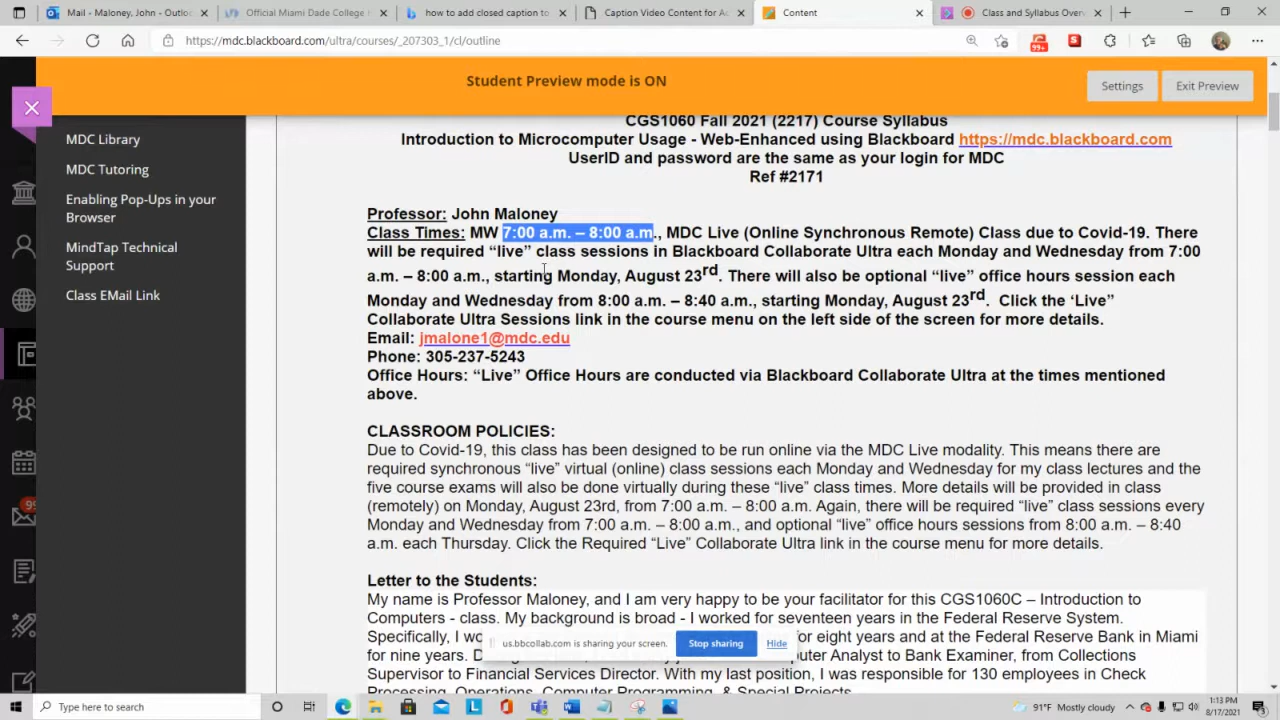 Mail - Maloney, John - Outlo
Official Miami Dade College
how to add closed caption to
Caption Video Content for A
Content
Class and Syllabus Over
https://mdc.blackboard.com/ultra/courses/_207303_1/cl/outline
99+
Student Preview mode is ON
Settings
Exit Preview
MDC Library
MDC Tutoring
Enabling Pop-Ups in your
Browser
MindTap Technical
Support
Class EMail Link
CGS1060 Fall 2021 (2217) Course Syllabus
Introduction to Microcomputer Usage - Web-Enhanced using Blackboard https://mdc.blackboard.com
UserID and password are the same as your login for MDC
Ref #2171
Professor: John Maloney
Class Times: MW 7:00 a.m. – 8:00 a.m., MDC Live (Online Synchronous Remote) Class due to Covid-19. There
will be required “live” class sessions in Blackboard Collaborate Ultra each Monday and Wednesday from 7:00
a.m. – 8:00 a.m., starting Monday, August 23rd. There will also be optional “live” office hours session each
Monday and Wednesday from 8:00 a.m. – 8:40 a.m., starting Monday, August 23rd. Click the ‘Live”
Collaborate Ultra Sessions link in the course menu on the left side of the screen for more details.
Email: jmalone1@mdc.edu
Phone: 305-237-5243
Office Hours: “Live” Office Hours are conducted via Blackboard Collaborate Ultra at the times mentioned
above.
CLASSROOM POLICIES:
Due to Covid-19, this class has been designed to be run online via the MDC Live modality. This means there are
required synchronous “live” virtual (online) class sessions each Monday and Wednesday for my class lectures and the
five course exams will also be done virtually during these “live” class times. More details will be provided in class
(remotely) on Monday, August 23rd, from 7:00 a.m. – 8:00 a.m. Again, there will be required “live” class sessions every
Monday and Wednesday from 7:00 a.m. – 8:00 a.m., and optional “live” office hours sessions from 8:00 a.m. – 8:40
a.m. each Thursday. Click the Required “Live” Collaborate Ultra link in the course menu for more details.
Letter to the Students:
My name is Professor Maloney, and I am very happy to be your facilitator for this CGS1060C – Introduction to
Computers - class. My background is broad - I worked for seventeen years in the Federal Reserve System.
Specifically, I wo for eight years and at the Federal Reserve Bank in Miami
us.bbcollab.com is sharing your screen. Stop sharing Hide
for nine years. D puter Analyst to Bank Examiner, from Collections
Supervisor to Financial Services Director. With my last position, I was responsible for 130 employees in Check
Processing, Operations, Computer Programming, & Special Projects.
Type here to search
91°F Mostly cloudy
1:13 PM
8/17/2021